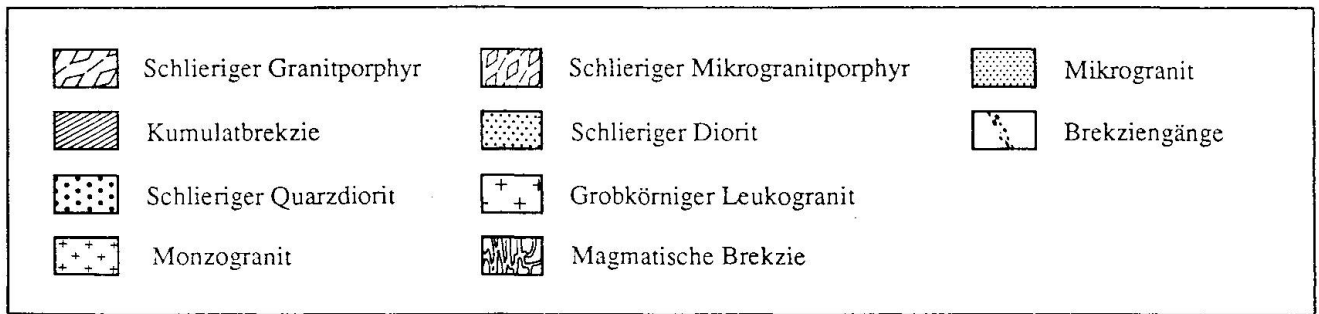 Schlieriger Granitporphyr
Schlieriger Mikrogranitporphyr
Mikrogranit
Kumulatbrekzie
Schlieriger Diorit
Brekziengänge
Schlieriger Quarzdiorit
Grobkörniger Leukogranit
Monzogranit
Magmatische Brekzie